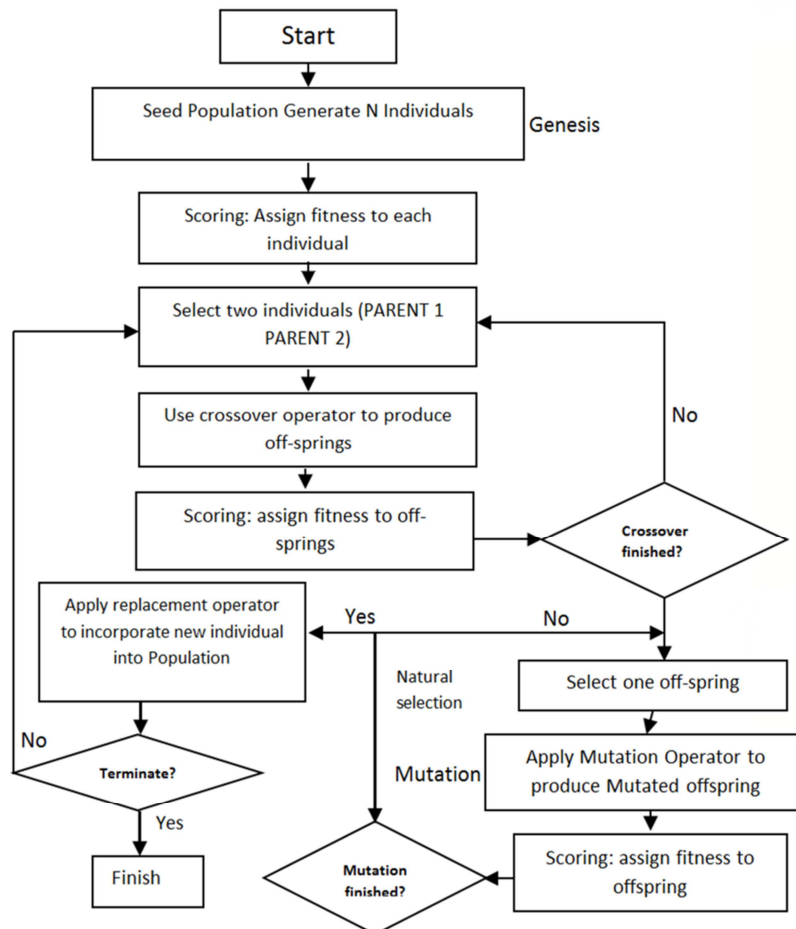 Start
Seed Population Generate N Individuals
Genesis
Scoring: Assign fitness to each
individual
Select two individuals (PARENT 1
PARENT 2)
No
Use crossover operator to produce
off-springs
Scoring: assign fitness to off-
springs
Crossover
finished?
Apply replacement operator
to incorporate new individual
into Population
Yes
No
Natural
selection
Select one off-spring
No
Terminate?
Mutation
Apply Mutation Operator to
produce Mutated offspring
Yes
Finish
Mutation
finished?
Scoring: assign fitness to
offspring